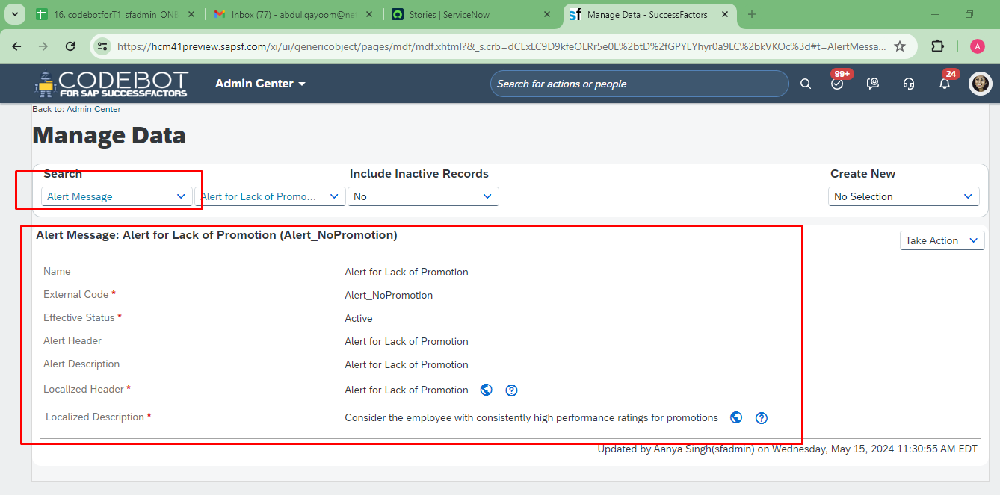 16. codebotforT1_sfadmin_ONE
Inbox (77) - abdul.qayoom@ne
Stories | ServiceNow
sf Manage Data - SuccessFactors
https://hcm41preview.sapsf.com/xi/ui/genericobject/pages/mdf/mdf.xhtml?&_s.crb=dCExLC9D9kfeOLRr5e0E%2btD%2fGPYEYhyr0a9LC%2bkVKOc%3d#t=AlertMessa...
A
CODEBOT
FOR SAP SUCCESSFACTORS
Admin Center
Search for actions or people
99+
24
Back to: Admin Center
Manage Data
Search
Include Inactive Records
Create New
Alert Message
Alert for Lack of Promo...
No
No Selection
Alert Message: Alert for Lack of Promotion (Alert_NoPromotion)
Take Action
Name Alert for Lack of Promotion
External Code * Alert_NoPromotion
Effective Status * Active
Alert Header Alert for Lack of Promotion
Alert Description Alert for Lack of Promotion
Localized Header * Alert for Lack of Promotion
Localized Description * Consider the employee with consistently high performance ratings for promotions
Updated by Aanya Singh(sfadmin) on Wednesday, May 15, 2024 11:30:55 AM EDT